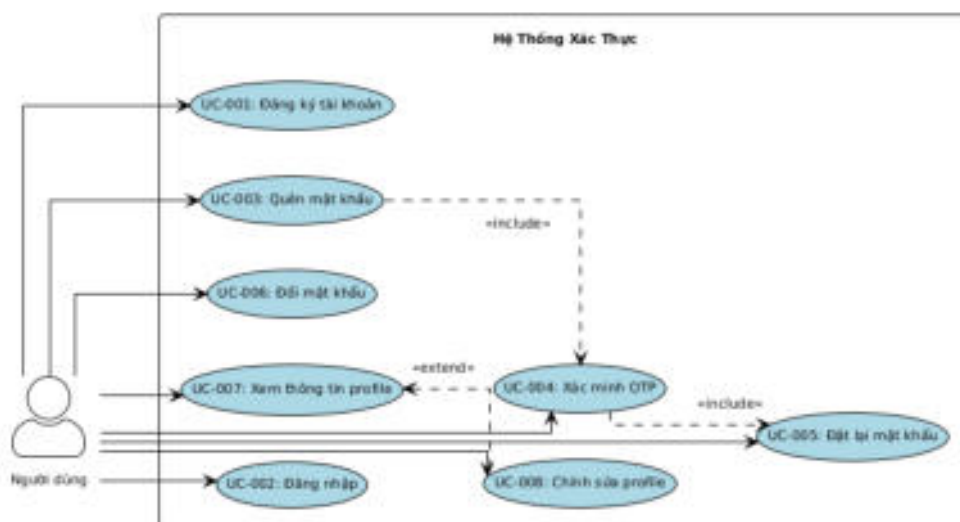 Hệ Thống Xác Thực
UC-001: Đăng ký tài khoản
UC-003: Quên mật khẩu
«include»
UC-006: Đổi mật khẩu
«extend»
UC-007: Xem thông tin profile
UC-004: Xác minh OTP
«include»
UC-005: Đặt lại mật khẩu
Người dùng
UC-002: Đăng nhập
UC-008: Chỉnh sửa profile